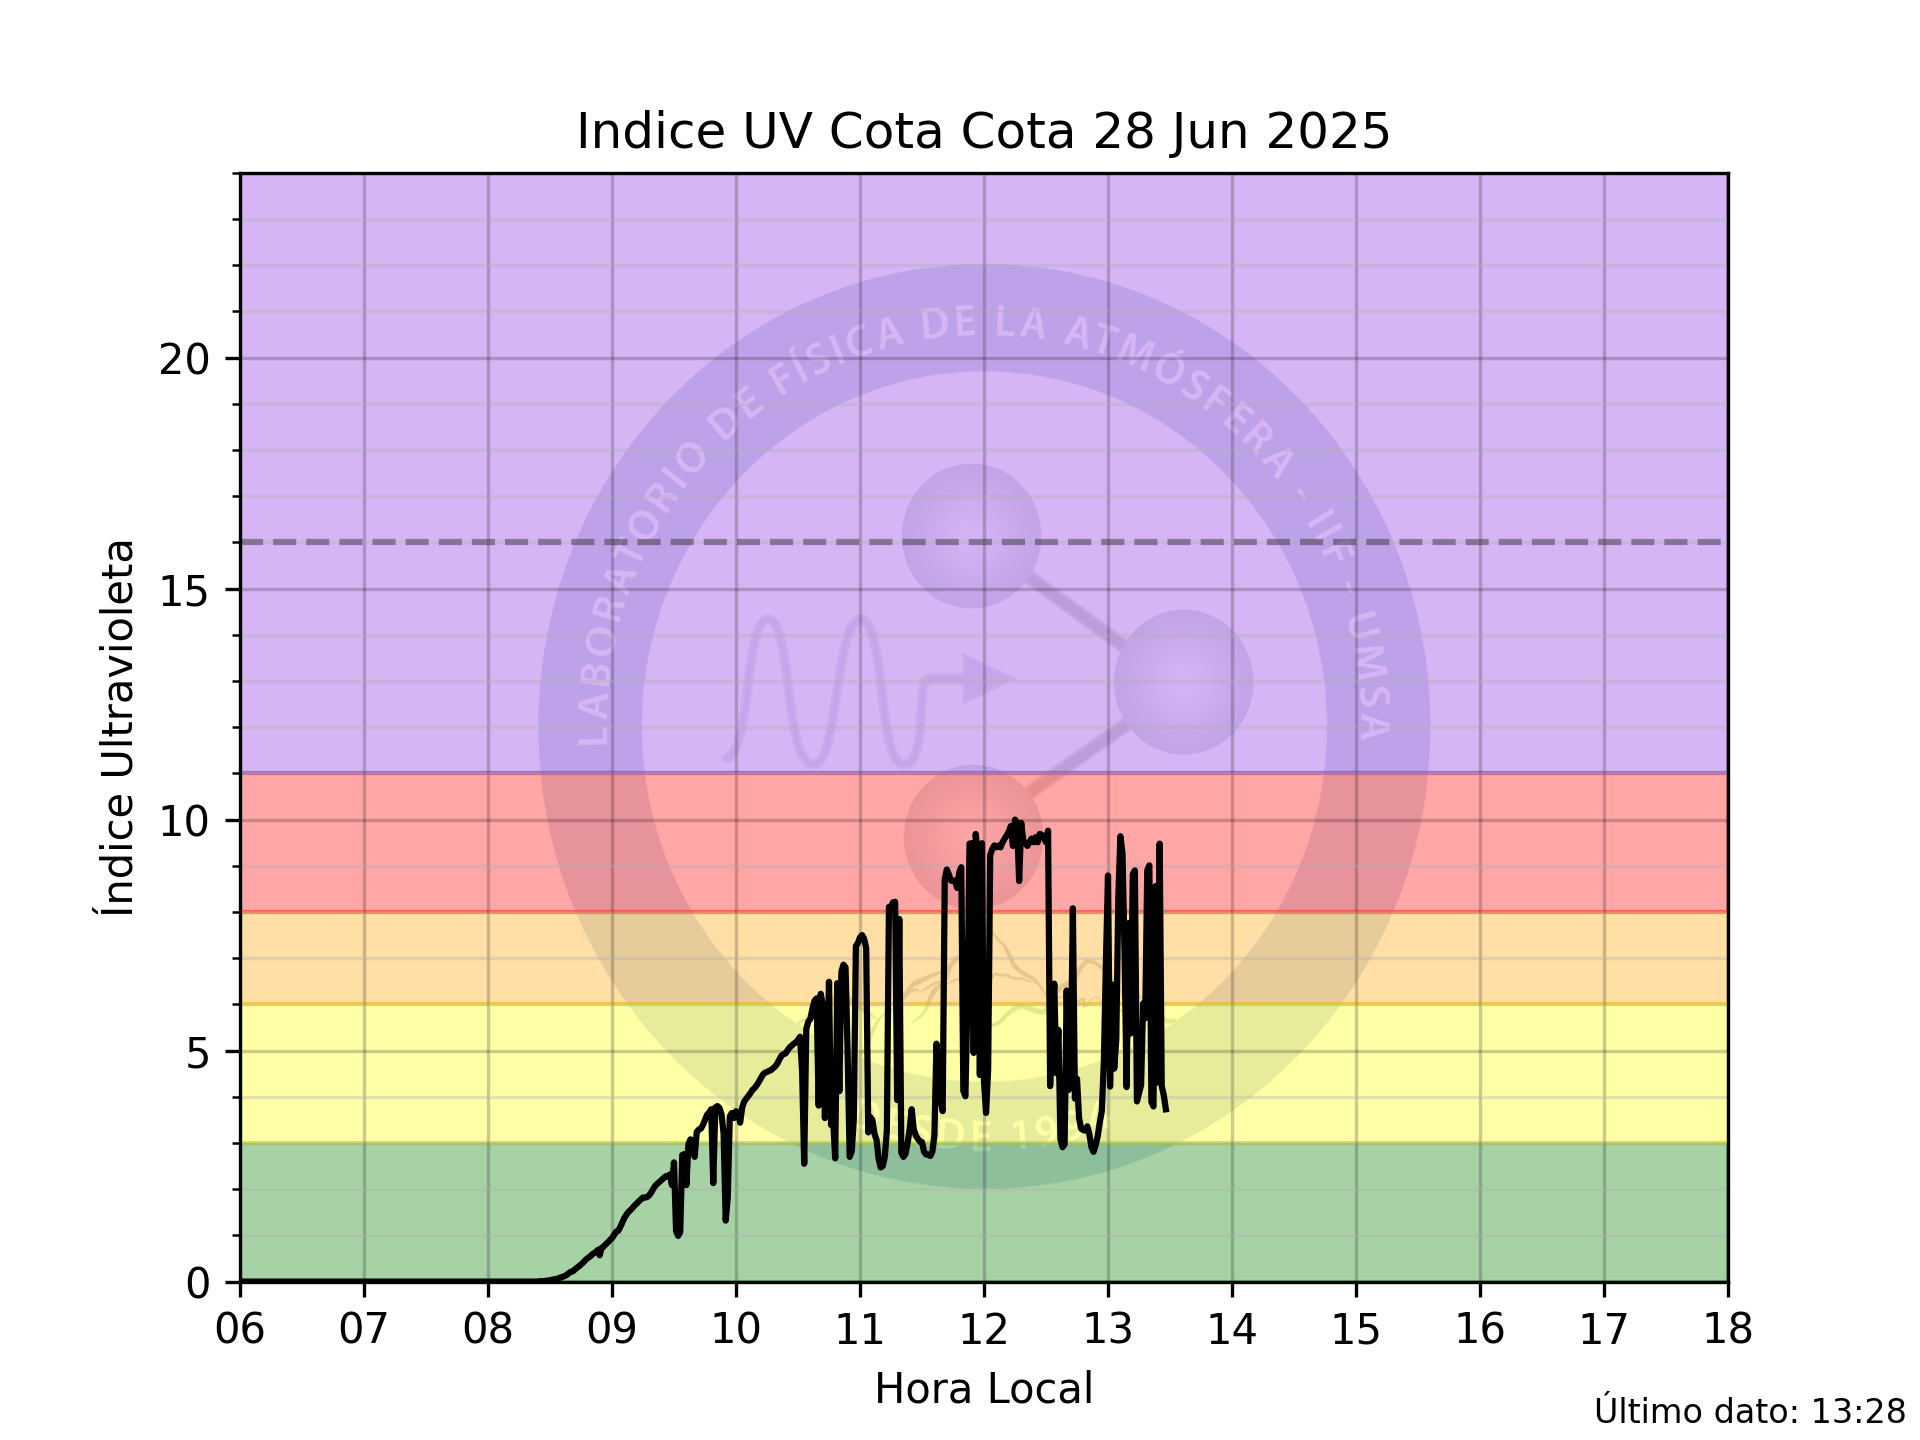 Indice UV Cota Cota 28 Jun 2025
20
15
10
5
0
Índice Ultravioleta
LABORATORIO DE FÍSICA DE LA ATMÓSFERA - IIF - UMSA
06 07 08 09 10 11 12 13 14 15 16 17 18
Hora Local
Último dato: 13:28